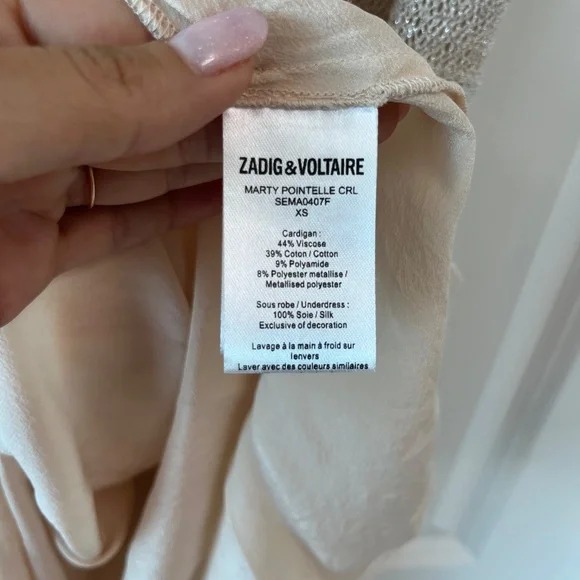 ZADIG&VOLTAIRE
MARTY POINTELLE CRL
SEMA0407F
XS
Cardigan :
44% Viscose
39% Coton / Cotton
9% Polyamide
8% Polyester metallise /
Metallised polyester
Sous robe / Underdress :
100% Soie / Silk
Exclusive of decoration
Lavage à la main à froid sur
lenvers
Laver avec des couleurs similaires